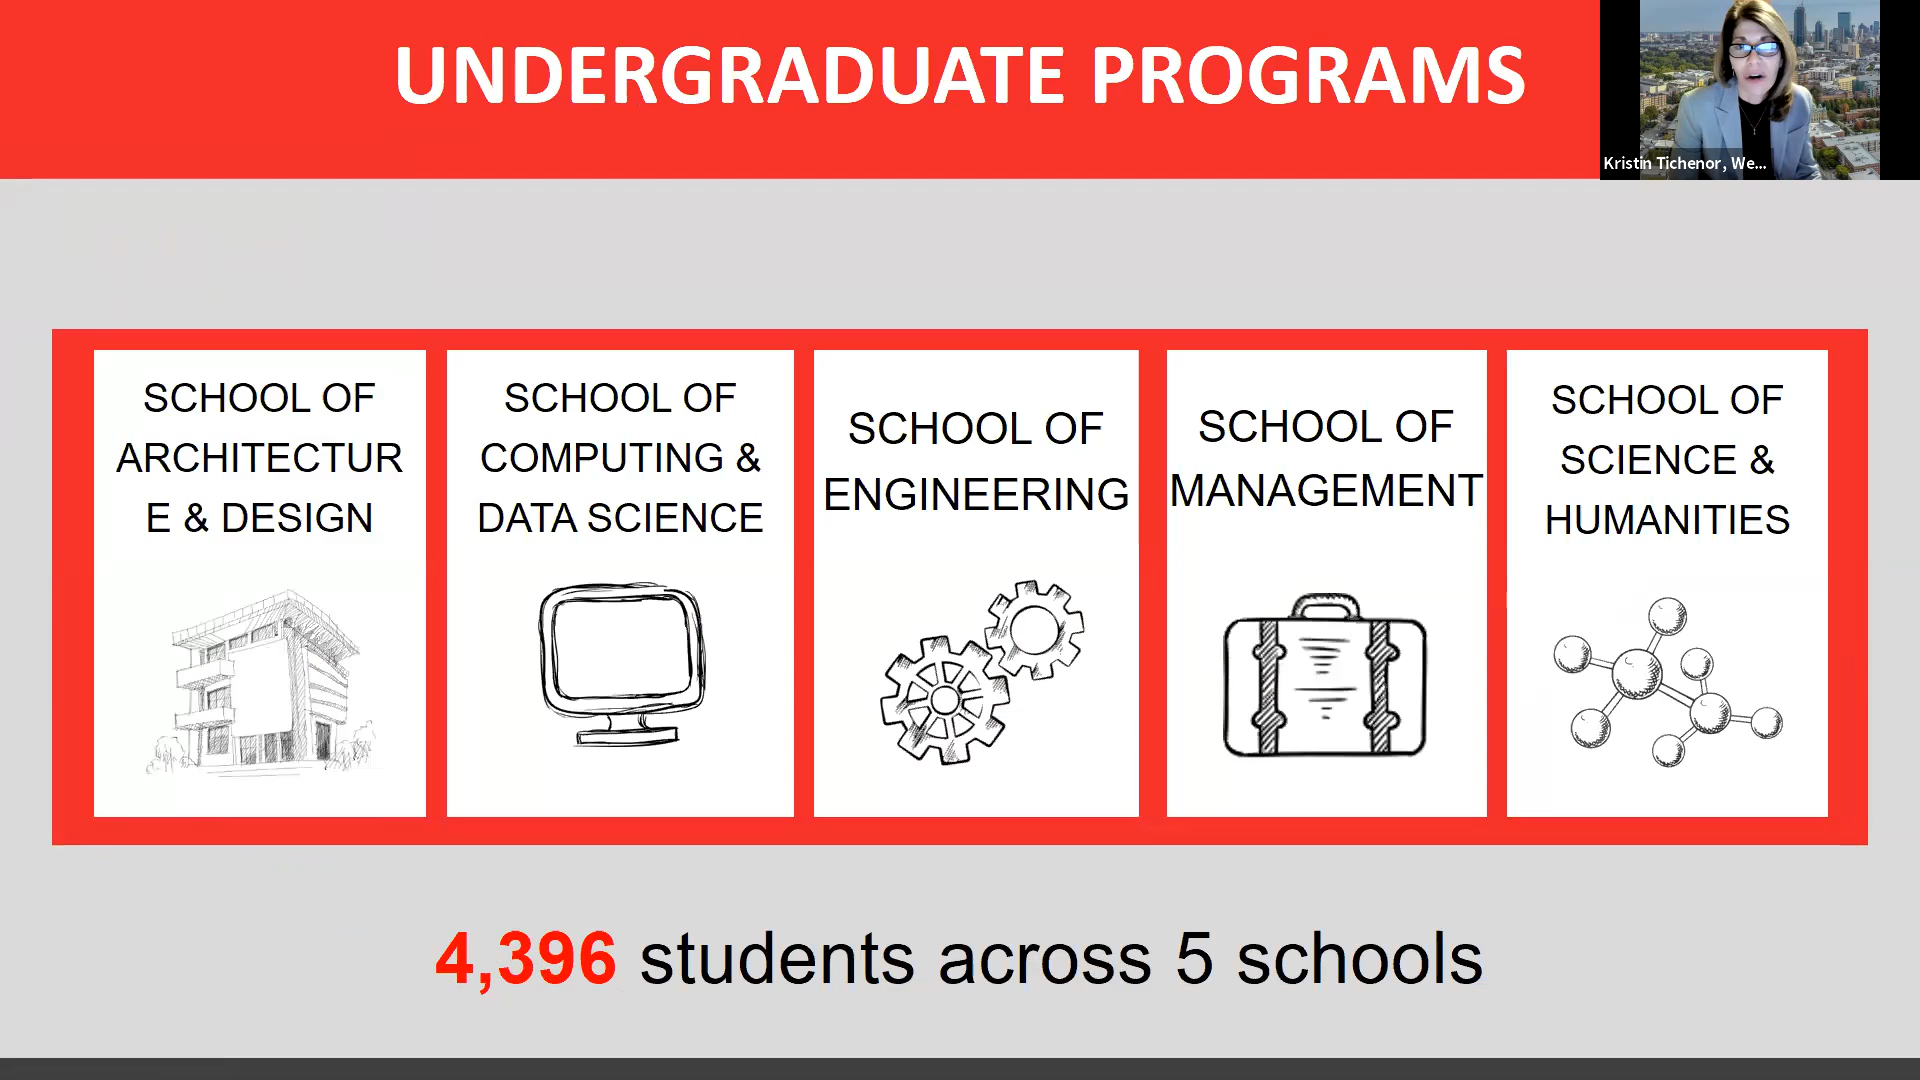 UNDERGRADUATE PROGRAMS
Kristin Tichenor, We...
SCHOOL OF
ARCHITECTUR
E & DESIGN
SCHOOL OF
COMPUTING &
DATA SCIENCE
SCHOOL OF
ENGINEERING
SCHOOL OF
MANAGEMENT
SCHOOL OF
SCIENCE &
HUMANITIES
4,396 students across 5 schools